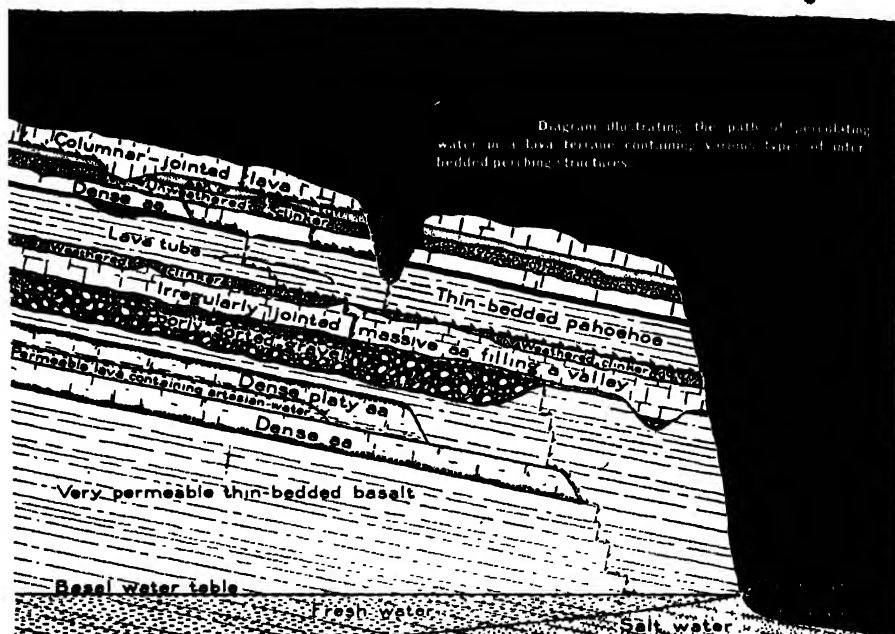 Diagram illustrating the path of percolating
water in a lava terrane containing various types of inter-
bedded perching structures.
Columnar-jointed lava
Unweathered clinker
Dense aa
Lava tube
Weathered clinker
Thin-bedded pahoehoe
Irregularly jointed massive aa filling a valley
Unweathered clinker
Poorly sorted gravel
Dense platy aa
Permeable lava containing artesian water
Dense aa
Very permeable thin-bedded basalt
Basal water table
Fresh water
Salt water